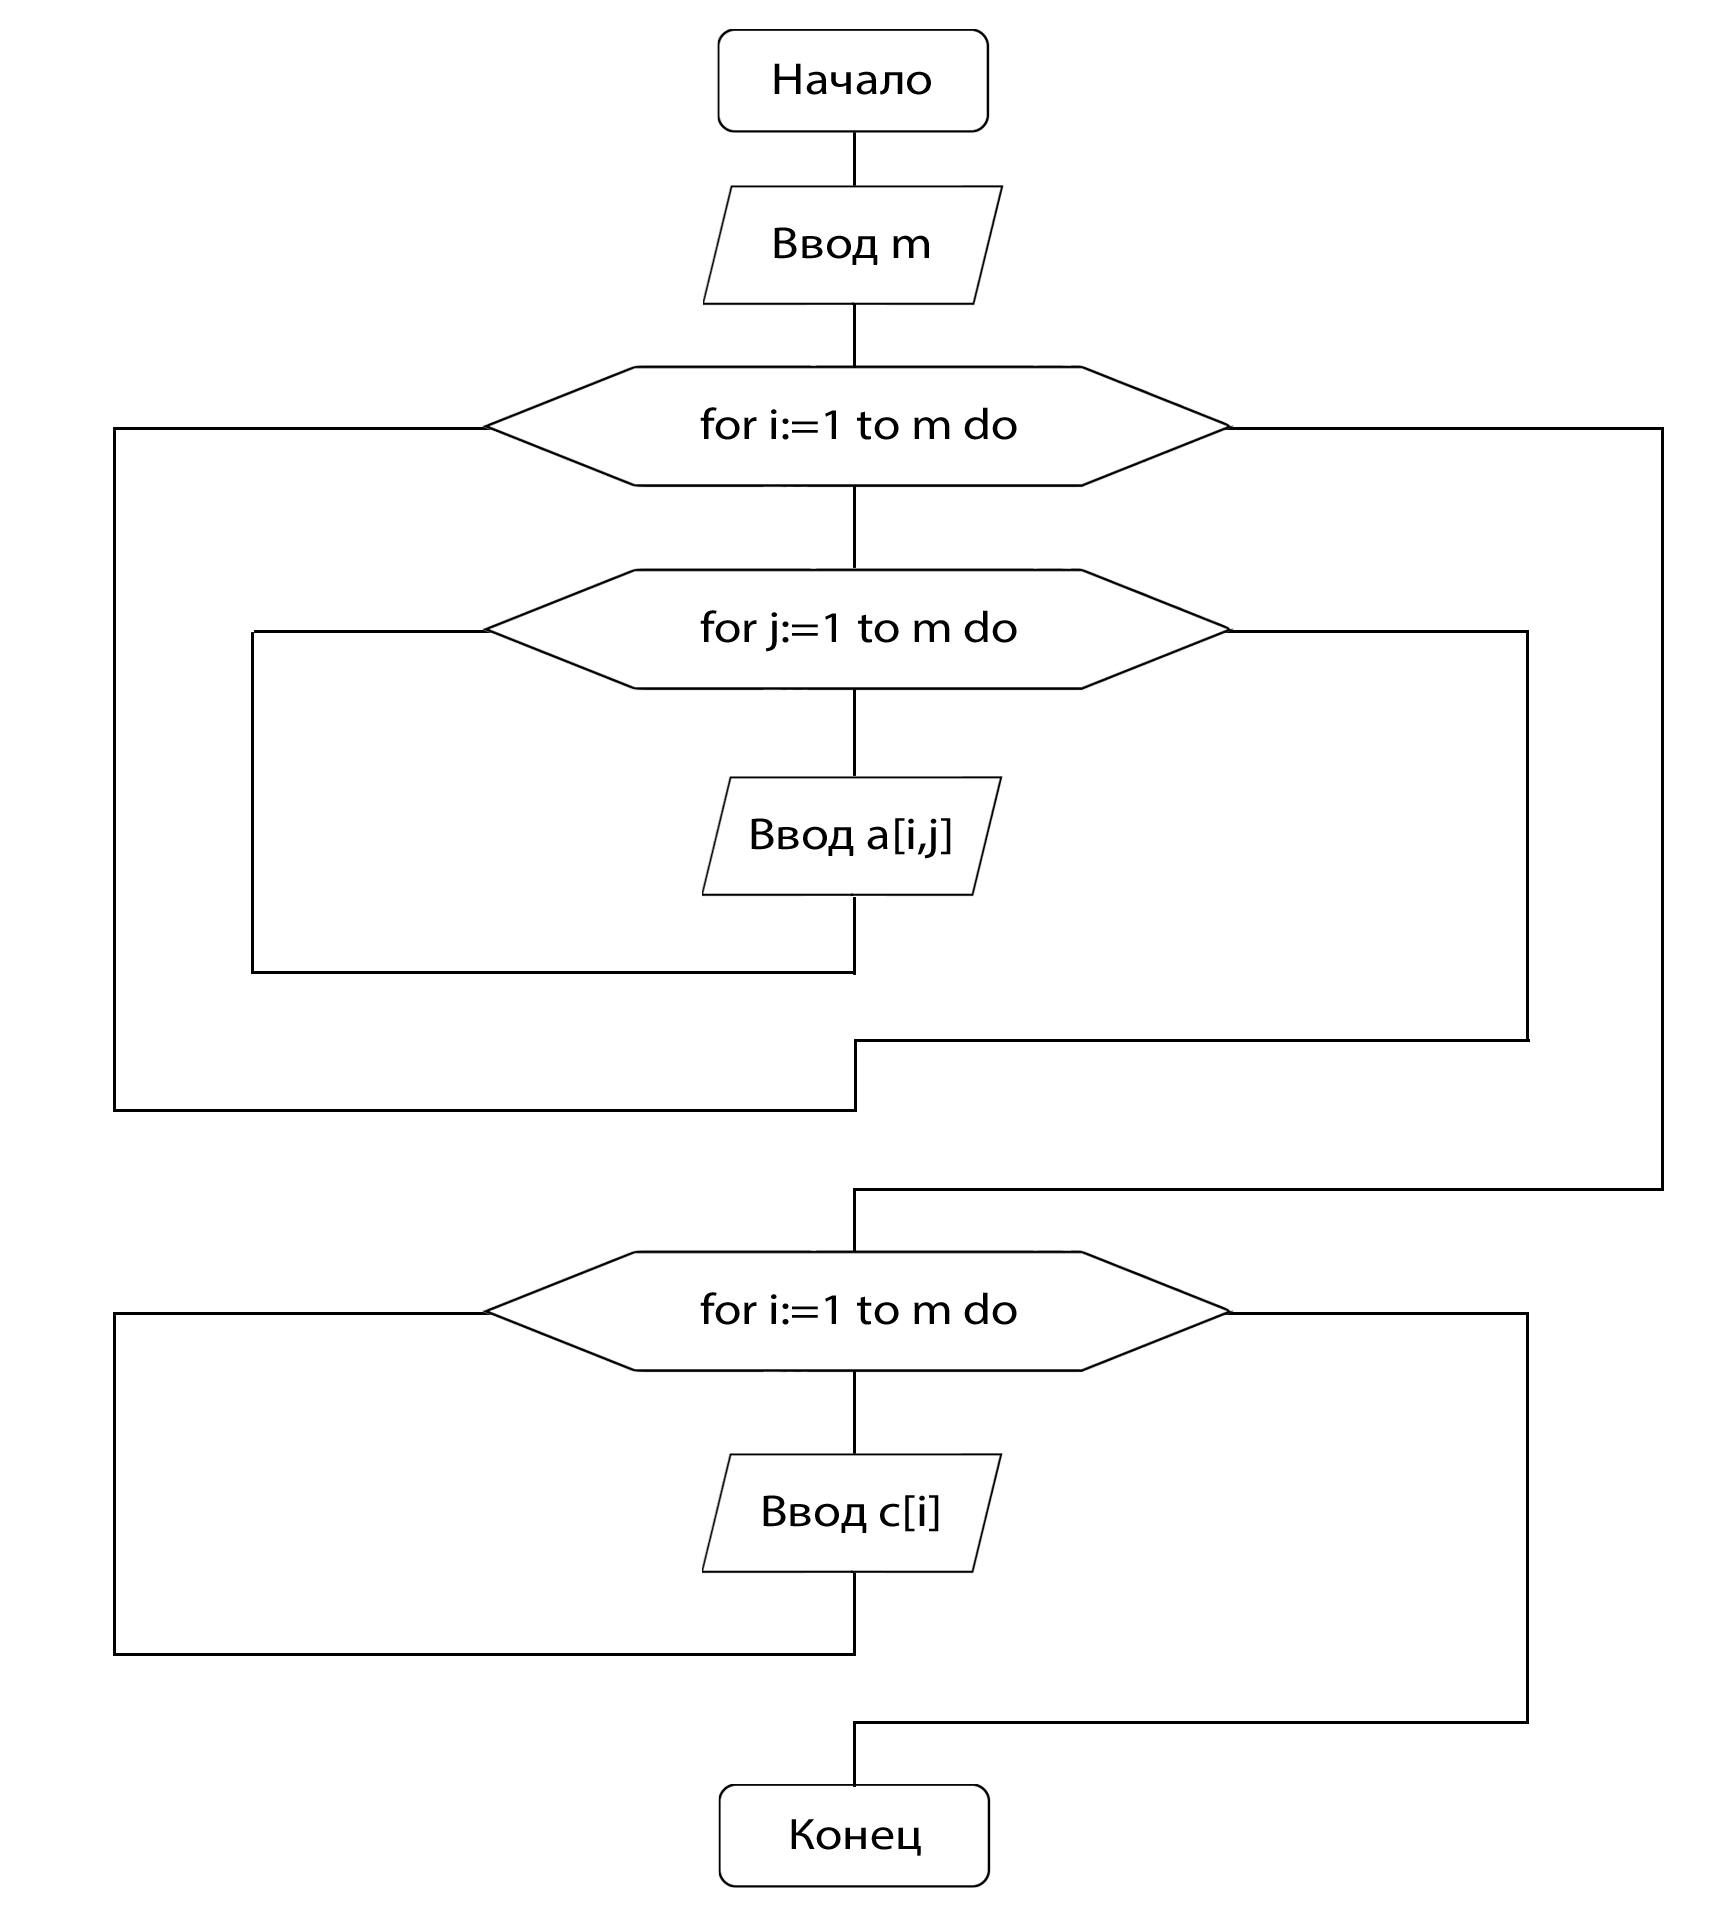 Начало
Ввод m
for i:=1 to m do
for j:=1 to m do
Ввод a[i,j]
for i:=1 to m do
Ввод c[i]
Конец